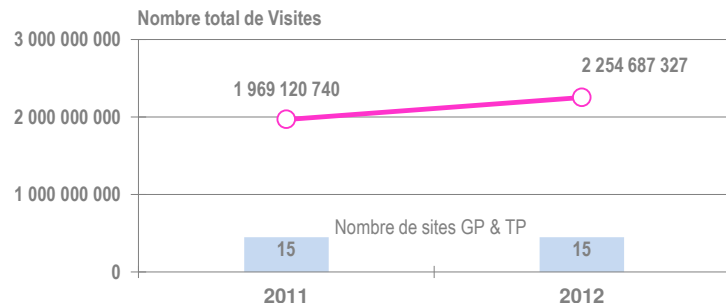 Nombre total de Visites
3 000 000 000
2 254 687 327
1 969 120 740
2 000 000 000
1 000 000 000
Nombre de sites GP & TP
15 15
0
2011 2012